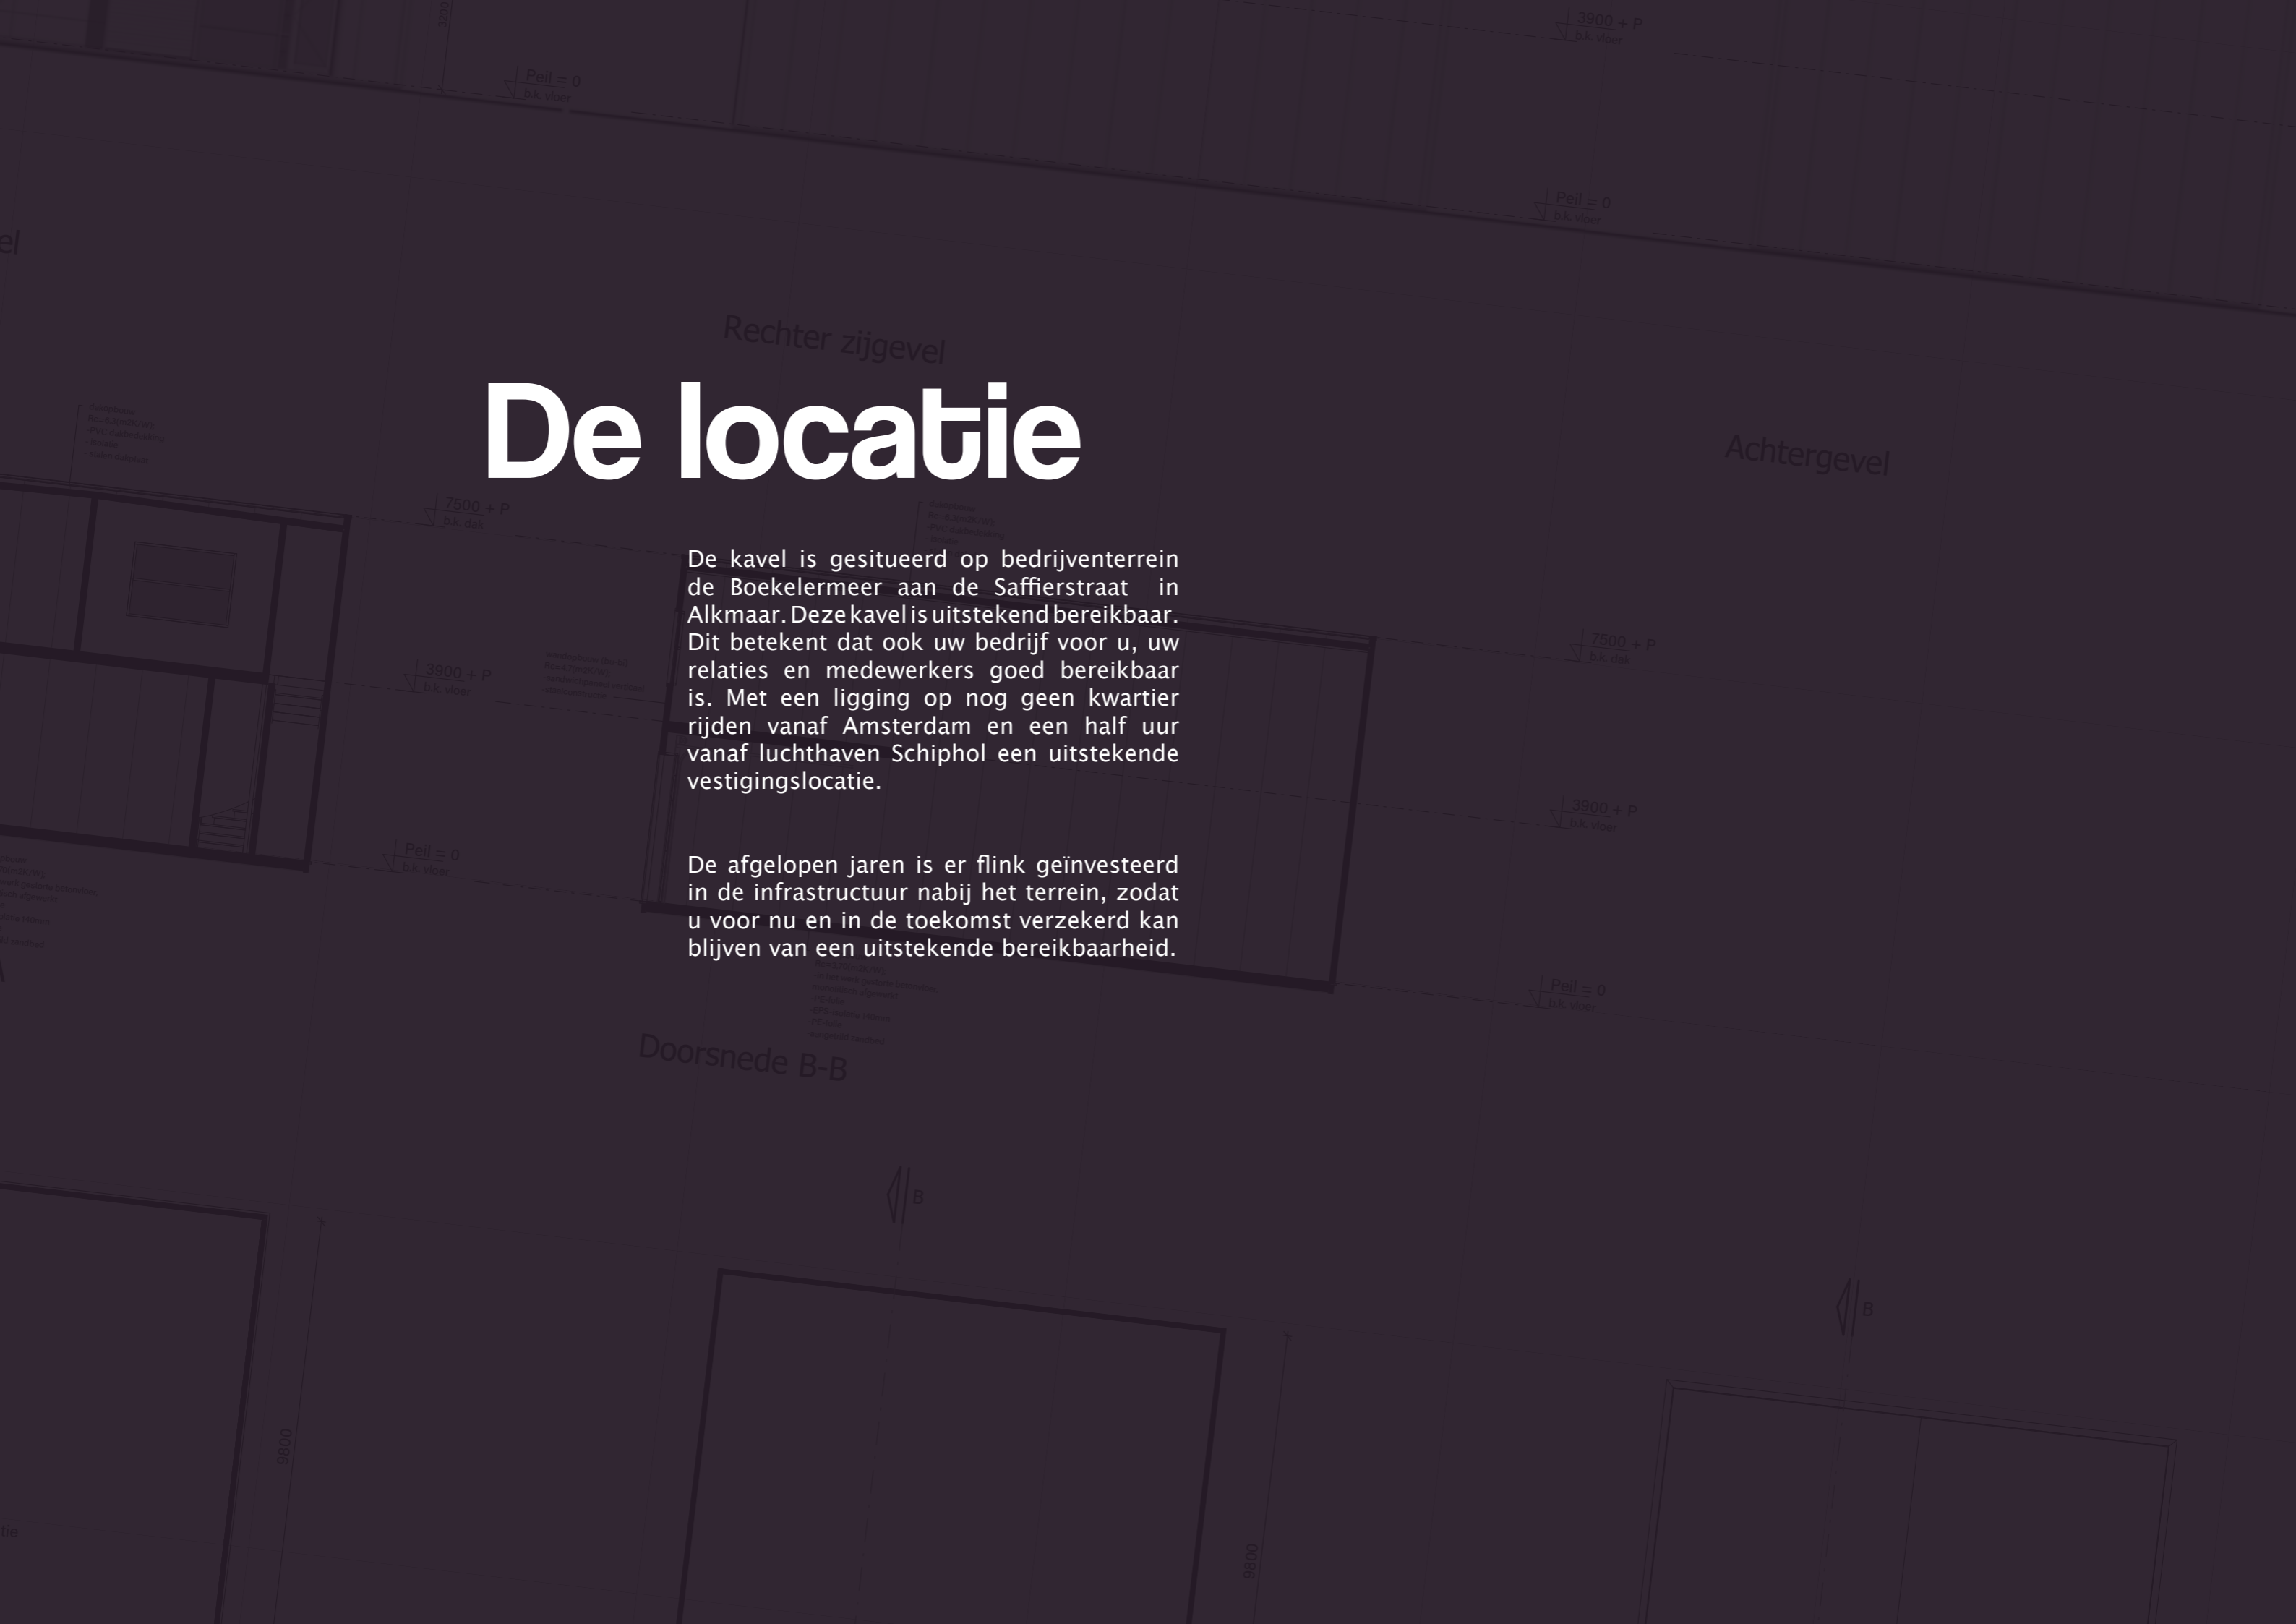 3200
3900 + P
b.k. vloer
Peil = 0
b.k. vloer
Peil = 0
b.k. vloer
el
Rechter zijgevel
De locatie
Achtergevel
7500 + P
b.k. dak
De kavel is gesitueerd op bedrijventerrein
de Boekelermeer aan de Saffierstraat in
Alkmaar. Deze kavel is uitstekend bereikbaar.
Dit betekent dat ook uw bedrijf voor u, uw
relaties en medewerkers goed bereikbaar
is. Met een ligging op nog geen kwartier
rijden vanaf Amsterdam en een half uur
vanaf luchthaven Schiphol een uitstekende
vestigingslocatie.
7500 + P
b.k. dak
3900 + P
b.k. vloer
3900 + P
b.k. vloer
Peil = 0
b.k. vloer
De afgelopen jaren is er flink geïnvesteerd
in de infrastructuur nabij het terrein, zodat
u voor nu en in de toekomst verzekerd kan
blijven van een uitstekende bereikbaarheid.
Peil = 0
b.k. vloer
Doorsnede B-B
B
B
9800
9800
tie